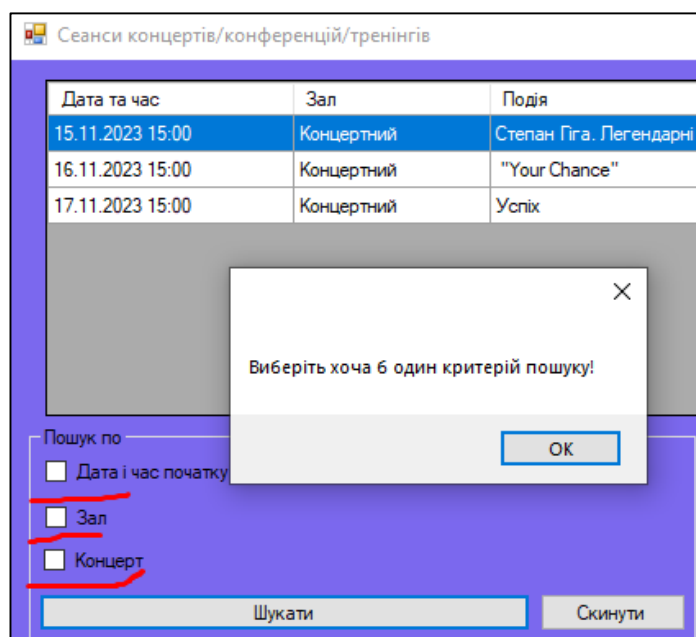 Сеанси концертів/конференцій/тренінгів
Дата та час Зал Подія
15.11.2023 15:00 Концертний Степан Гіга. Легендарні
16.11.2023 15:00 Концертний "Your Chance"
17.11.2023 15:00 Концертний Успіх
Виберіть хоча б один критерій пошуку!
OK
Пошук по
Дата і час початку
Зал
Концерт
Шукати Скинути